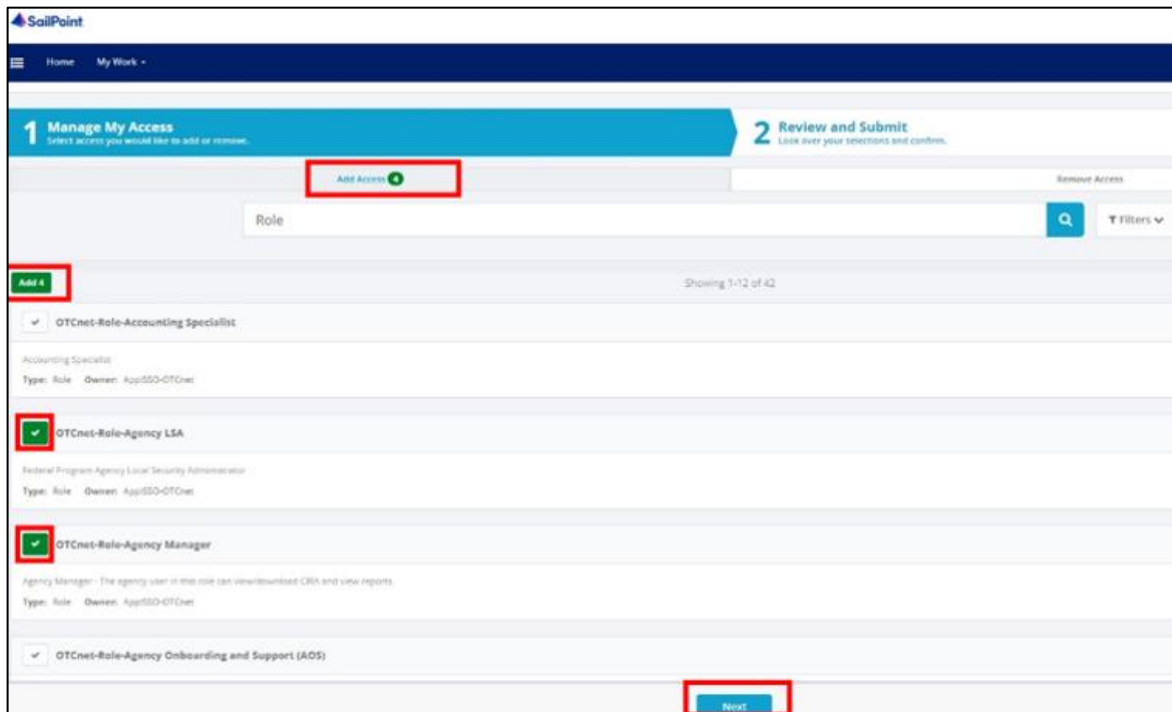 SailPoint
Home My Work
1 Manage My Access
Select access you would like to add or remove.
2 Review and Submit
Look over your selections and confirm.
Add Access 4
Remove Access
Role
Filters
Add 4
Showing 1-12 of 42
OTCnet-Role-Accounting Specialist
Accounting Specialist
Type: Role Owner: AppISSO-OTCnet
OTCnet-Role-Agency LSA
Federal Program Agency Local Security Administrator
Type: Role Owner: AppISSO-OTCnet
OTCnet-Role-Agency Manager
Agency Manager - The agency user in this role can view/download CIRA and view reports.
Type: Role Owner: AppISSO-OTCnet
OTCnet-Role-Agency Onboarding and Support (AOS)
Next